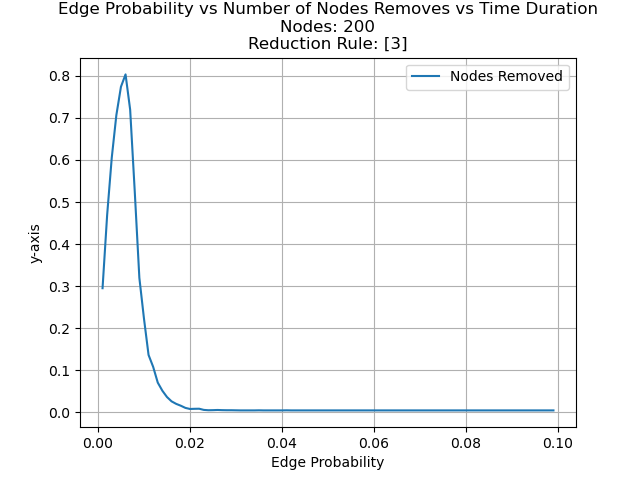 Edge Probability vs Number of Nodes Removes vs Time Duration
Nodes: 200
Reduction Rule: [3]
Nodes Removed
0.8
0.7
0.6
0.5
0.4
0.3
0.2
0.1
0.0
y-axis
0.00 0.02 0.04 0.06 0.08 0.10
Edge Probability